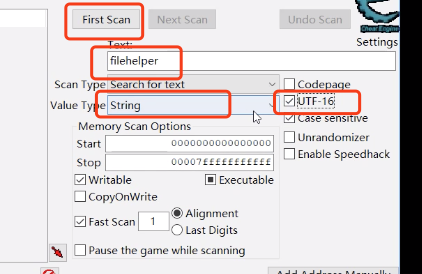 First Scan Next Scan Undo Scan
Cheat Engine
Text: Settings
filehelper
Scan Type Search for text Codepage
Value Type String UTF-16
Case sensitive
Memory Scan Options
Unrandomizer
Start 0000000000000000
Enable Speedhack
Stop 00007fffffffffff
Writable Executable
CopyOnWrite
Fast Scan 1 Alignment
Last Digits
Pause the game while scanning
Add Address Manually